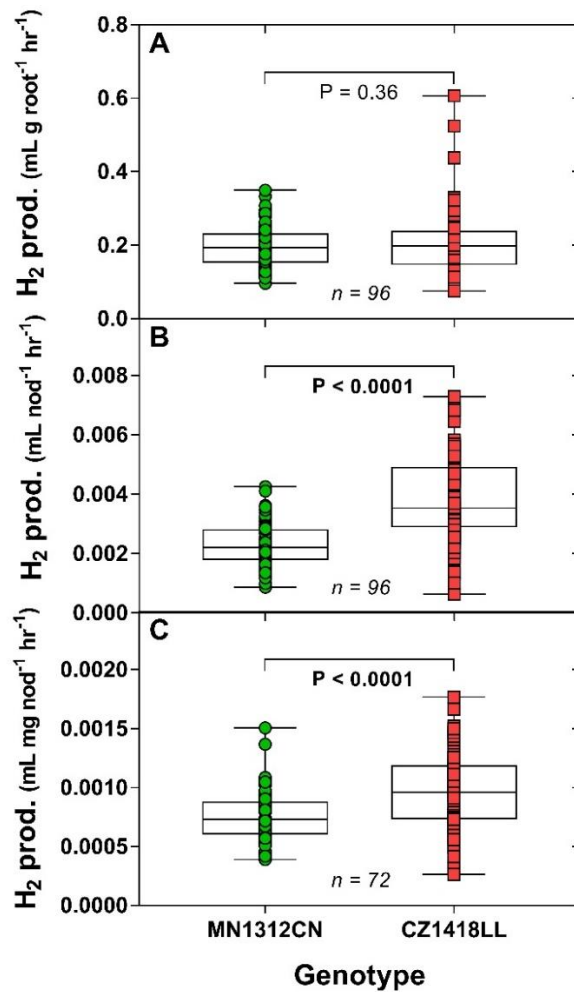 A
H₂ prod. (mL g root⁻¹ hr⁻¹)
0.8
0.6
0.4
0.2
0.0
P = 0.36
n = 96
B
H₂ prod. (mL nod⁻¹ hr⁻¹)
0.008
0.006
0.004
0.002
0.000
P < 0.0001
n = 96
C
H₂ prod. (mL mg nod⁻¹ hr⁻¹)
0.0020
0.0015
0.0010
0.0005
0.0000
P < 0.0001
n = 72
MN1312CN CZ1418LL
Genotype